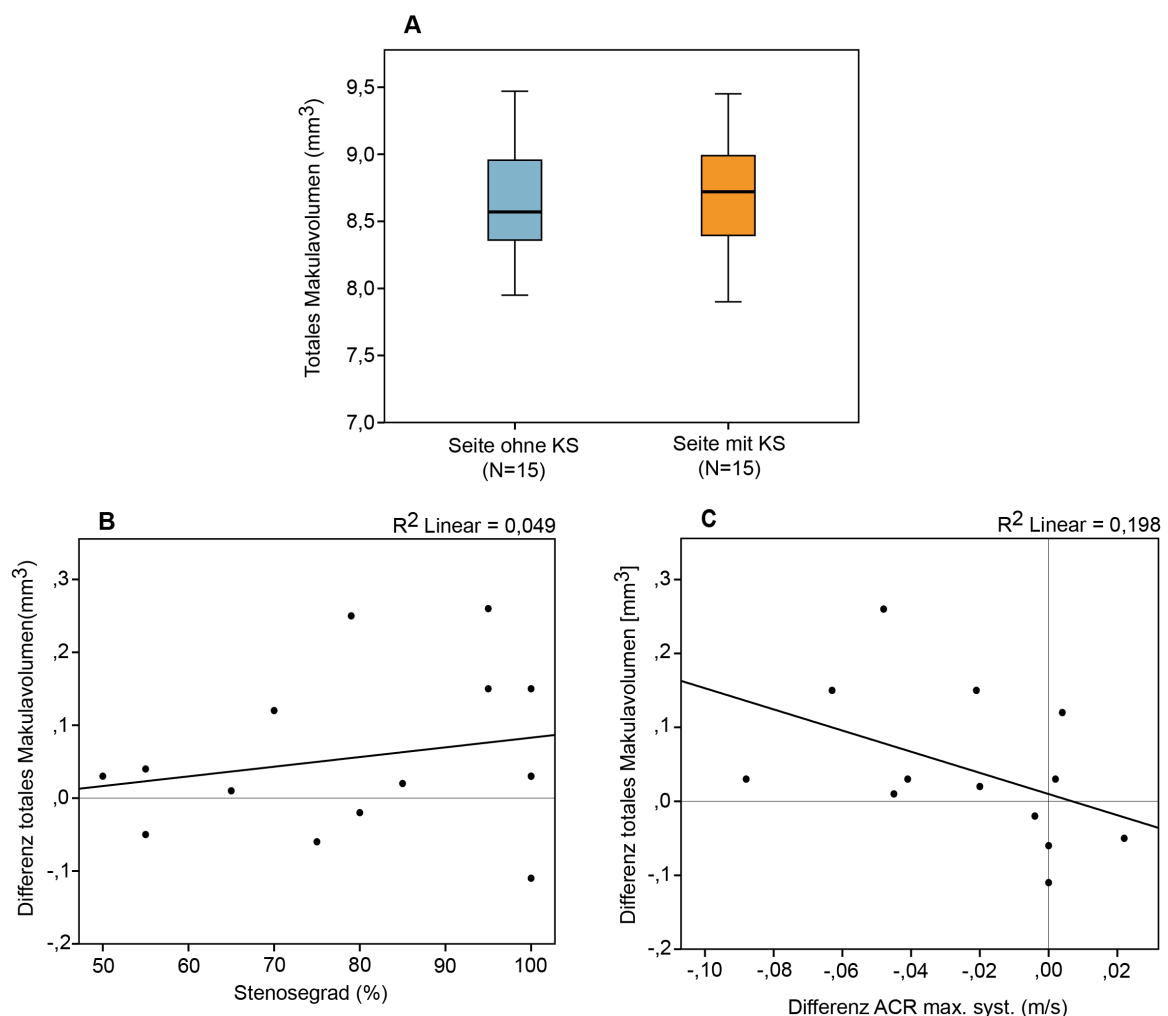 A
Totales Makulavolumen (mm³)
9,5
9,0
8,5
8,0
7,5
7,0
Seite ohne KS
(N=15)
Seite mit KS
(N=15)
B
R² Linear = 0,049
Differenz totales Makulavolumen(mm³)
,3
,2
,1
,0
-,1
-,2
50 60 70 80 90 100
Stenosegrad (%)
C
R² Linear = 0,198
Differenz totales Makulavolumen [mm³]
,3
,2
,1
,0
-,1
-,2
-,10 -,08 -,06 -,04 -,02 ,00 ,02
Differenz ACR max. syst. (m/s)